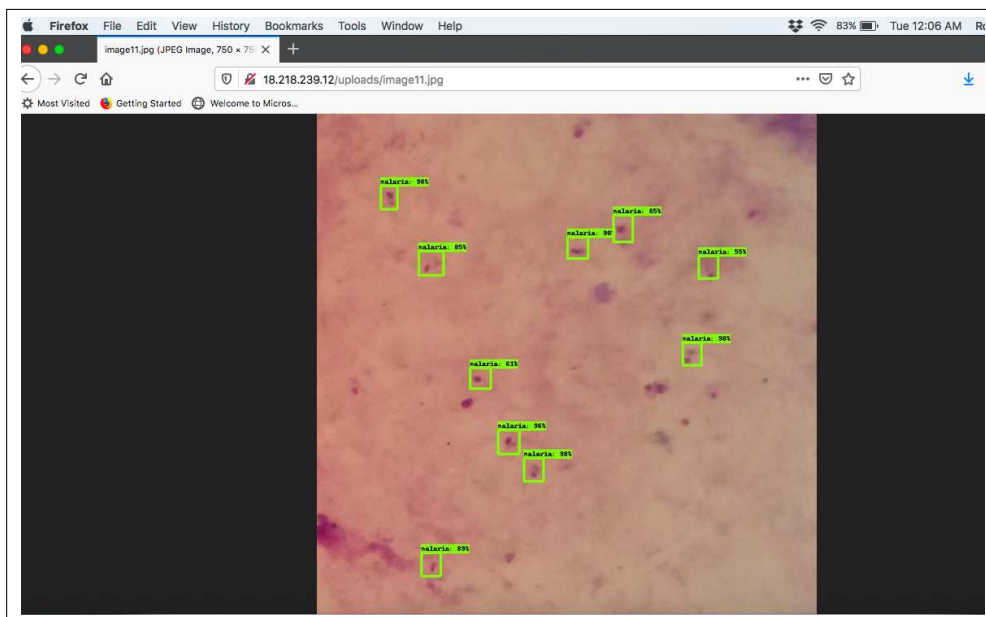 Firefox File Edit View History Bookmarks Tools Window Help 83% Tue 12:06 AM
image11.jpg (JPEG Image, 750 × 75
18.218.239.12/uploads/image11.jpg
Most Visited Getting Started Welcome to Micros...
malaria: 98%
malaria: 85%
malaria: 85%
malaria: 55%
malaria: 98%
malaria: 61%
malaria: 96%
malaria: 98%
malaria: 89%